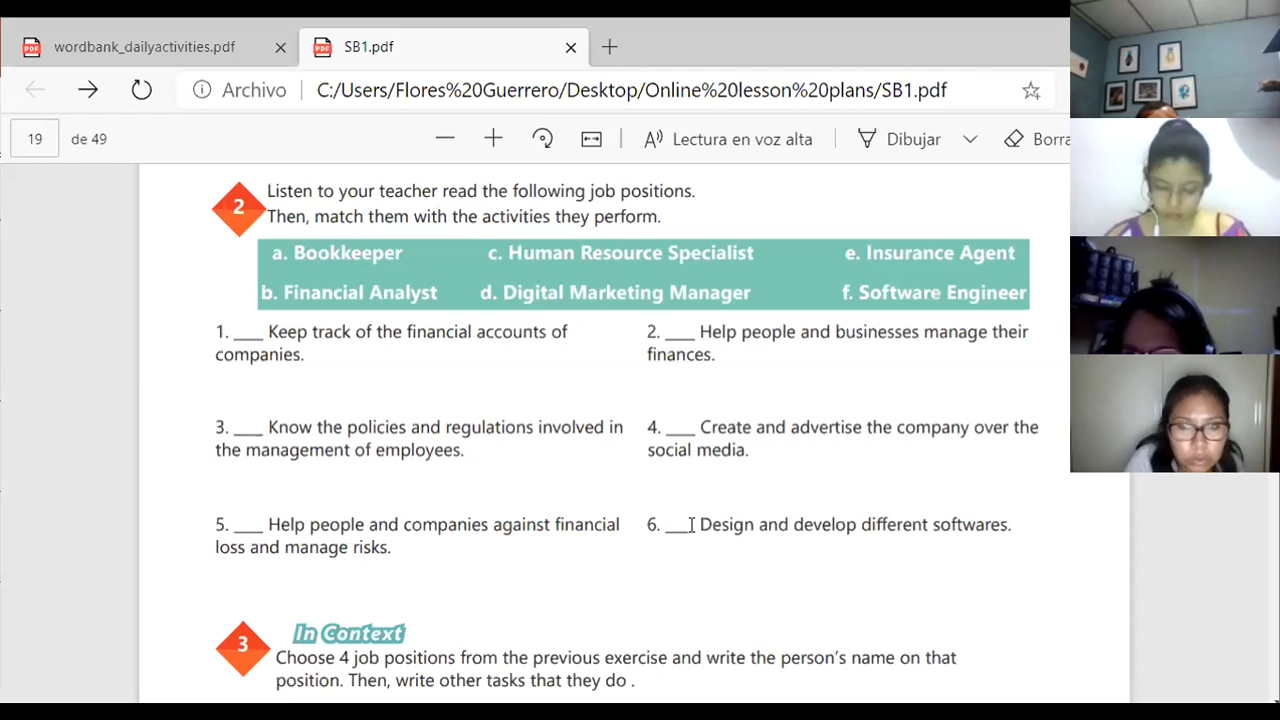 wordbank_dailyactivities.pdf
SB1.pdf
Archivo
C:/Users/Flores%20Guerrero/Desktop/Online%20lesson%20plans/SB1.pdf
19 de 49
Lectura en voz alta
Dibujar
Borra
2
Listen to your teacher read the following job positions.
Then, match them with the activities they perform.
a. Bookkeeper c. Human Resource Specialist e. Insurance Agent
b. Financial Analyst d. Digital Marketing Manager f. Software Engineer
1. ___ Keep track of the financial accounts of
companies.
2. ___ Help people and businesses manage their
finances.
3. ___ Know the policies and regulations involved in
the management of employees.
4. ___ Create and advertise the company over the
social media.
5. ___ Help people and companies against financial
loss and manage risks.
6. ___ Design and develop different softwares.
3
In Context
Choose 4 job positions from the previous exercise and write the person's name on that
position. Then, write other tasks that they do .